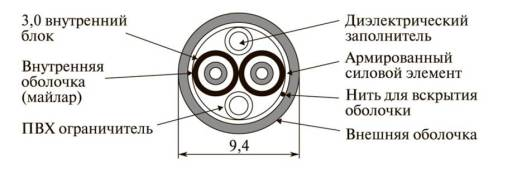 3,0 внутренний
блок
Внутренняя
оболочка
(майлар)
ПВХ ограничитель
Диэлектрический
заполнитель
Армированный
силовой элемент
Нить для вскрытия
оболочки
Внешняя оболочка
9,4